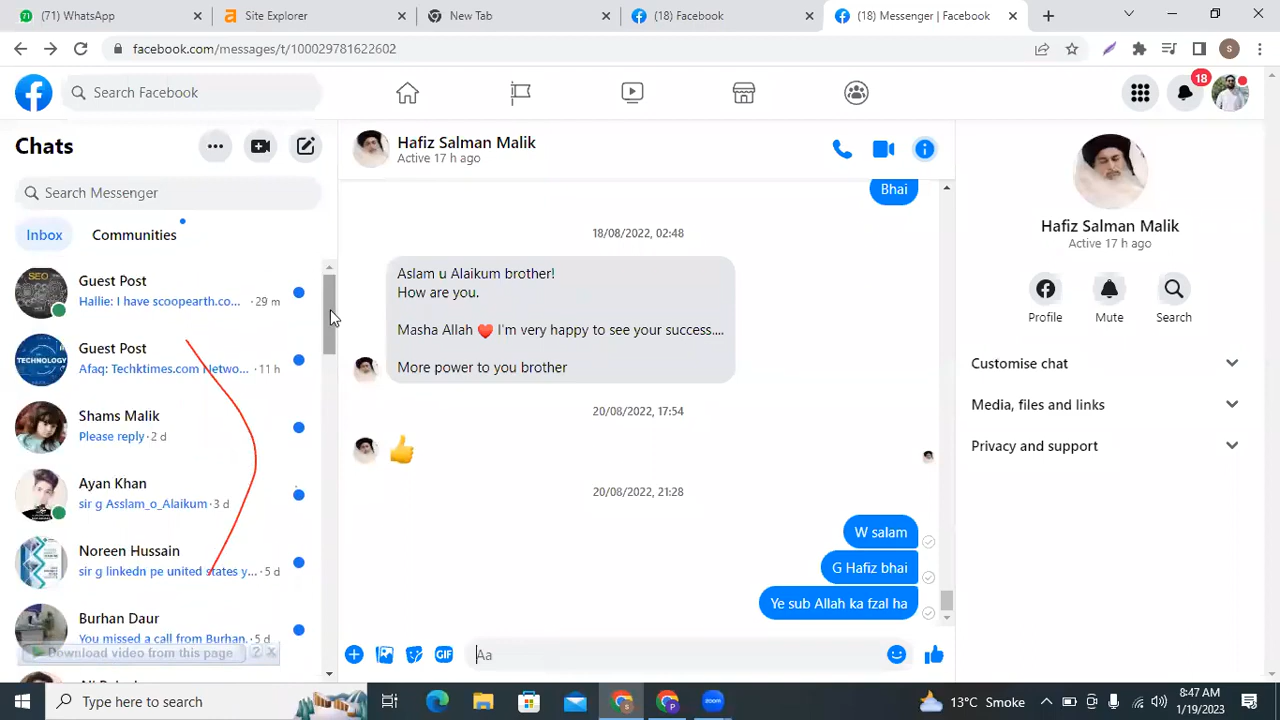 (71) WhatsApp
Site Explorer
New Tab
(18) Facebook
(18) Messenger | Facebook
facebook.com/messages/t/100029781622602
S
Search Facebook
18
Chats
Search Messenger
Inbox
Communities
SEO
Guest Post
Hallie: I have scoopearth.co... · 29 m
TECHNOLOGY
Guest Post
Afaq: Techktimes.com Netwo... · 11 h
Shams Malik
Please reply · 2 d
Ayan Khan
sir g Asslam_o_Alaikum · 3 d
Noreen Hussain
sir g linkedn pe united states y... · 5 d
Burhan Daur
You missed a call from Burhan. · 5 d
Download video from this page ? ×
Hafiz Salman Malik
Active 17 h ago
Bhai
18/08/2022, 02:48
Aslam u Alaikum brother!
How are you.
Masha Allah ❤️ I'm very happy to see your success....
More power to you brother
20/08/2022, 17:54
👍
20/08/2022, 21:28
W salam
G Hafiz bhai
Ye sub Allah ka fzal ha
GIF
Aa
Hafiz Salman Malik
Active 17 h ago
Profile
Mute
Search
Customise chat
Media, files and links
Privacy and support
Type here to search
zoom
13°C Smoke
8:47 AM
1/19/2023